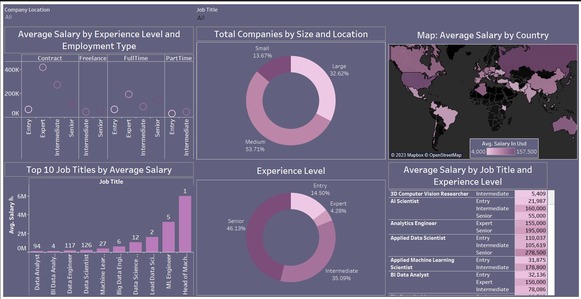 Company Location
All
Job Title
All
Average Salary by Experience Level and
Employment Type
Contract
Freelance
FullTime
PartTime
400K
200K
0K
Entry
Expert
Intermediate
Senior
Intermediate
Senior
Entry
Expert
Intermediate
Senior
Entry
Intermediate
Total Companies by Size and Location
Small
13.67%
Large
32.62%
Medium
53.71%
Map: Average Salary by Country
Avg. Salary In Usd
4,000
157,500
© 2023 Mapbox © OpenStreetMap
Top 10 Job Titles by Average Salary
Job Title
Avg. Salary
6M
4M
2M
0M
94
4
117
126
27
6
12
2
5
1
Data Analyst
BI Data Analy..
Data Engineer
Data Scientist
Machine Lear..
Big Data Engi..
Data Science ..
Lead Data Sci..
ML Engineer
Head of Mach..
Experience Level
Entry
14.50%
Expert
4.28%
Senior
46.13%
Intermediate
35.09%
Average Salary by Job Title and
Experience Level
3D Computer Vision Researcher Intermediate 5,409
AI Scientist Entry 21,987
Intermediate 160,000
Senior 55,000
Analytics Engineer Expert 155,000
Senior 195,000
Applied Data Scientist Entry 110,037
Intermediate 105,619
Senior 278,500
Applied Machine Learning
Scientist
Entry 31,875
Intermediate 178,800
BI Data Analyst Entry 32,136
Expert 150,000
Intermediate 78,086